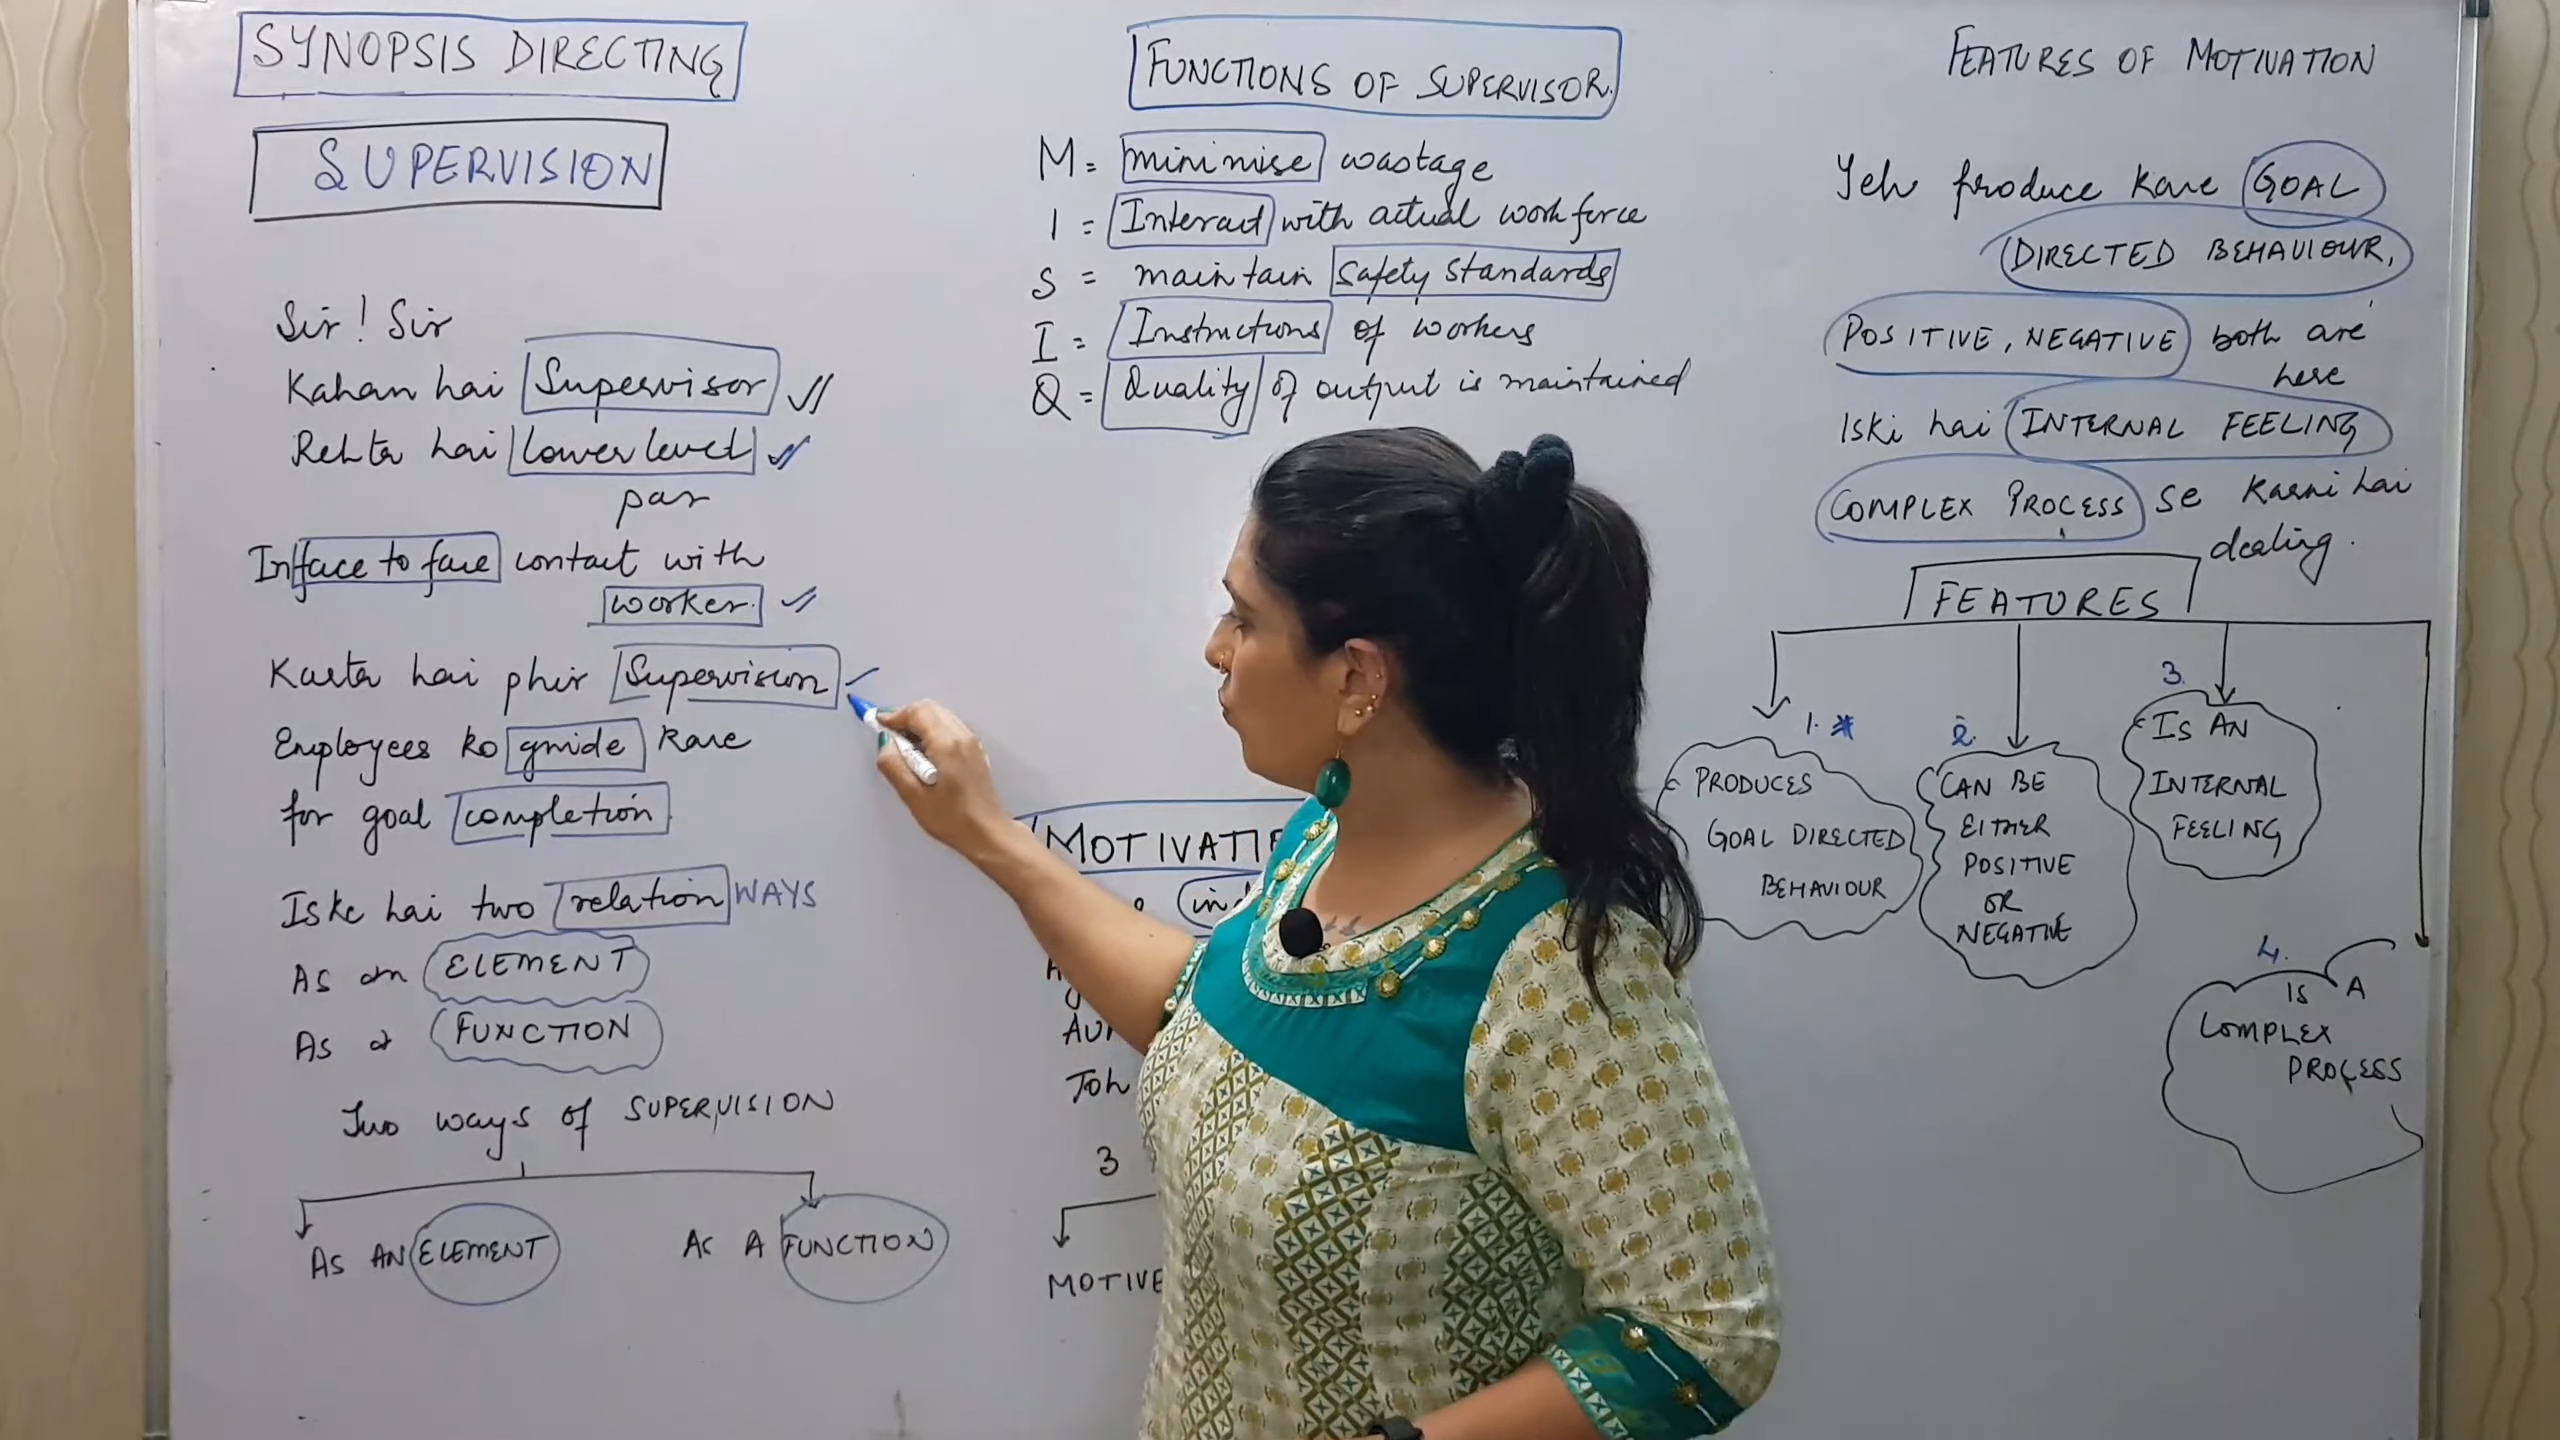 SYNOPSIS DIRECTING
SUPERVISION
Sir! Sir
Kahan hai Supervisor
Rehta hai lower level
par
In face to face contact with
worker.
Karta hai phir Supervision
Employees ko guide kare
for goal completion
Iske hai two relation WAYS
As an ELEMENT
As a FUNCTION
Two ways of SUPERVISION
AS AN ELEMENT
AS A FUNCTION
FUNCTIONS OF SUPERVISOR.
M = minimise wastage
I = Interact with actual workforce
S = maintain safety standards
I = Instructions of workers
Q = Quality of output is maintained
3
MOTIVE
FEATURES OF MOTIVATION
Yeh produce kare GOAL
DIRECTED BEHAVIOUR,
POSITIVE, NEGATIVE both are
here
Iski hai INTERNAL FEELING
COMPLEX PROCESS se karni hai
dealing.
FEATURES
1.
PRODUCES
GOAL DIRECTED
BEHAVIOUR
2.
CAN BE
EITHER
POSITIVE
OR
NEGATIVE
3.
IS AN
INTERNAL
FEELING
4.
IS A
COMPLEX
PROCESS